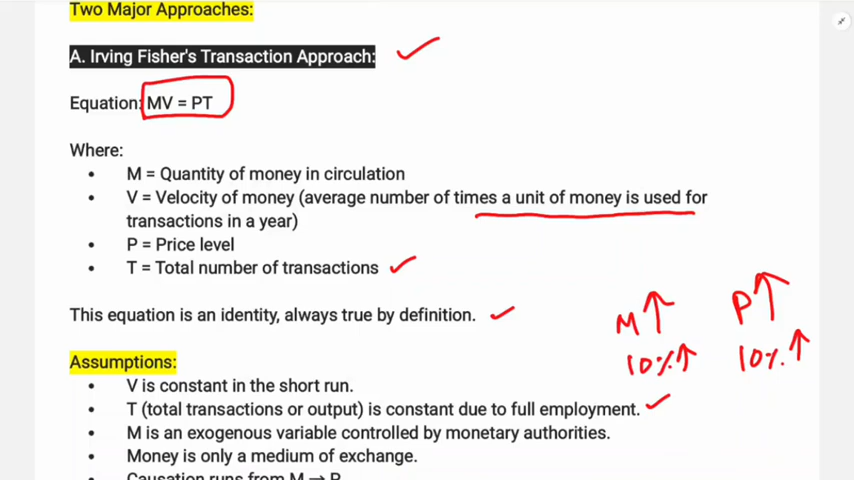 Two Major Approaches:
A. Irving Fisher's Transaction Approach:
Equation: MV = PT
Where:
• M = Quantity of money in circulation
• V = Velocity of money (average number of times a unit of money is used for
transactions in a year)
• P = Price level
• T = Total number of transactions
This equation is an identity, always true by definition.
M↑ P↑
10%↑ 10%.↑
Assumptions:
• V is constant in the short run.
• T (total transactions or output) is constant due to full employment.
• M is an exogenous variable controlled by monetary authorities.
• Money is only a medium of exchange.
• Causation runs from M → P